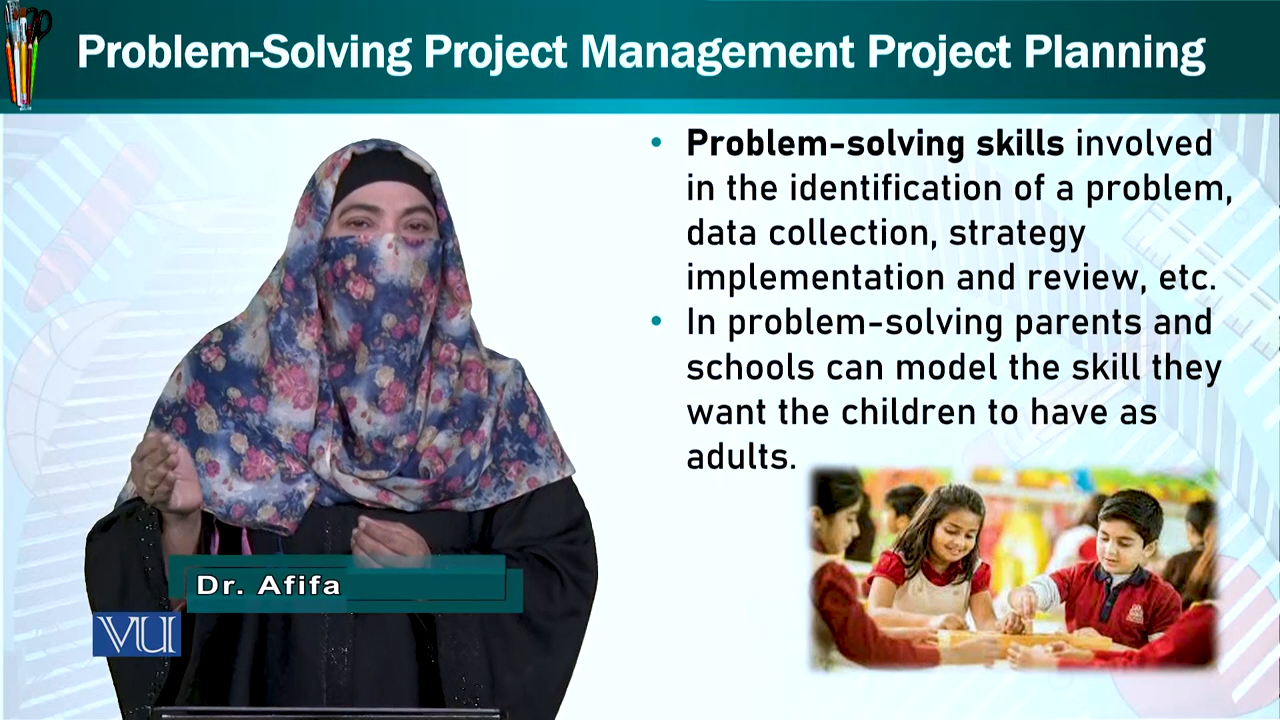 Problem-Solving Project Management Project Planning
• Problem-solving skills involved
in the identification of a problem,
data collection, strategy
implementation and review, etc.
• In problem-solving parents and
schools can model the skill they
want the children to have as
adults.
Dr. Afifa
VU